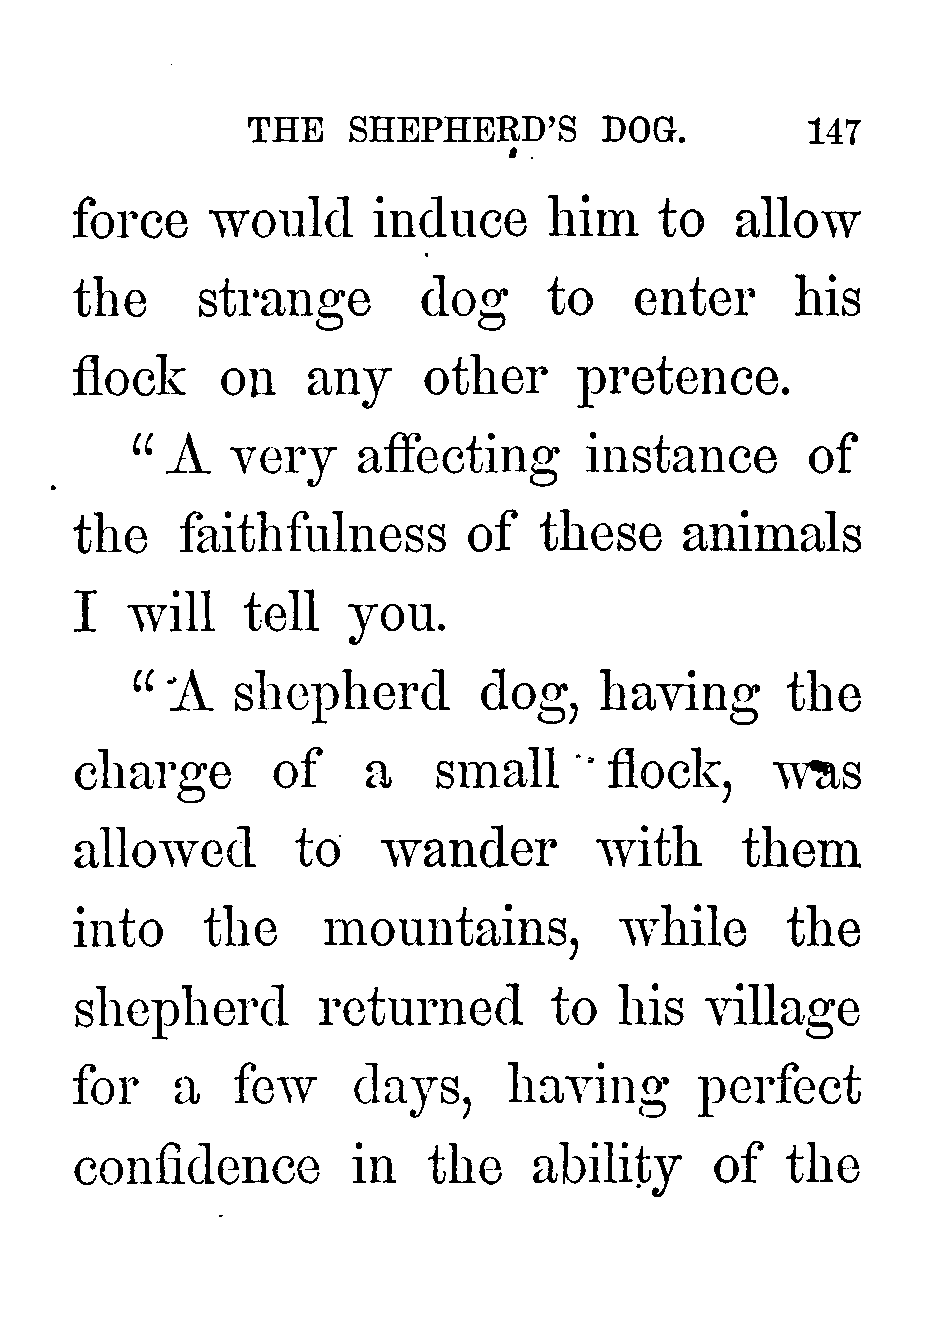 THE SHEPHERD'S DOG. 147
force would induce him to allow
the strange dog to enter his
flock on any other pretence.
" A very affecting instance of
the faithfulness of these animals
I will tell you.
" A shepherd dog, having the
charge of a small flock, was
allowed to wander with them
into the mountains, while the
shepherd returned to his village
for a few days, having perfect
confidence in the ability of the